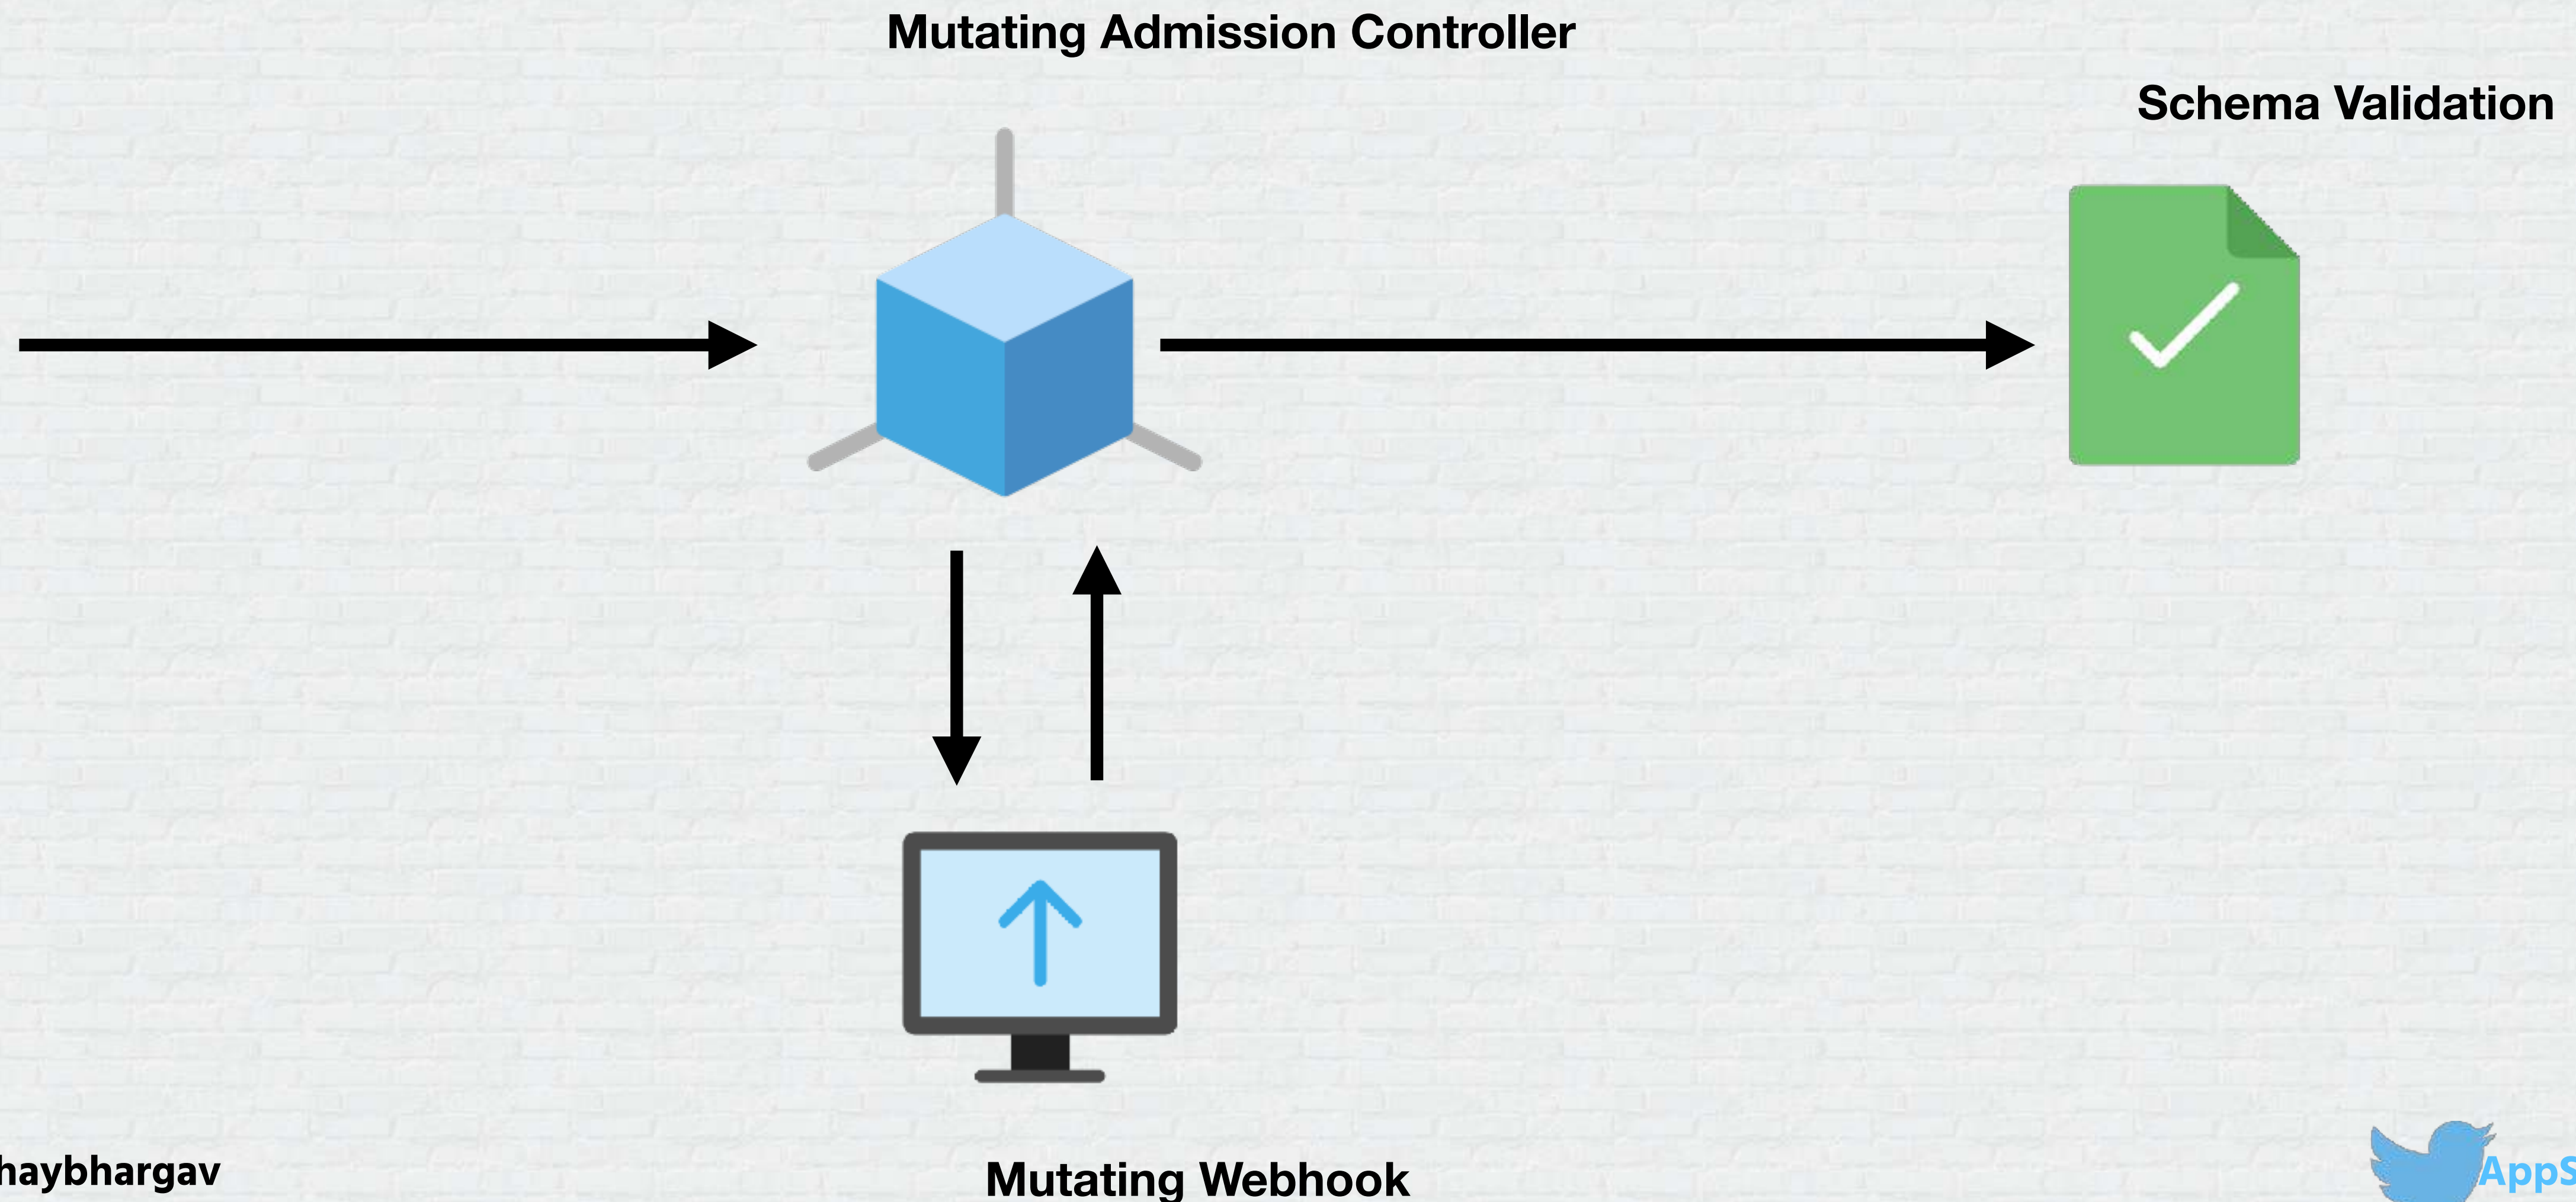 Mutating Admission Controller
Schema Validation
haybhargav
Mutating Webhook
AppS